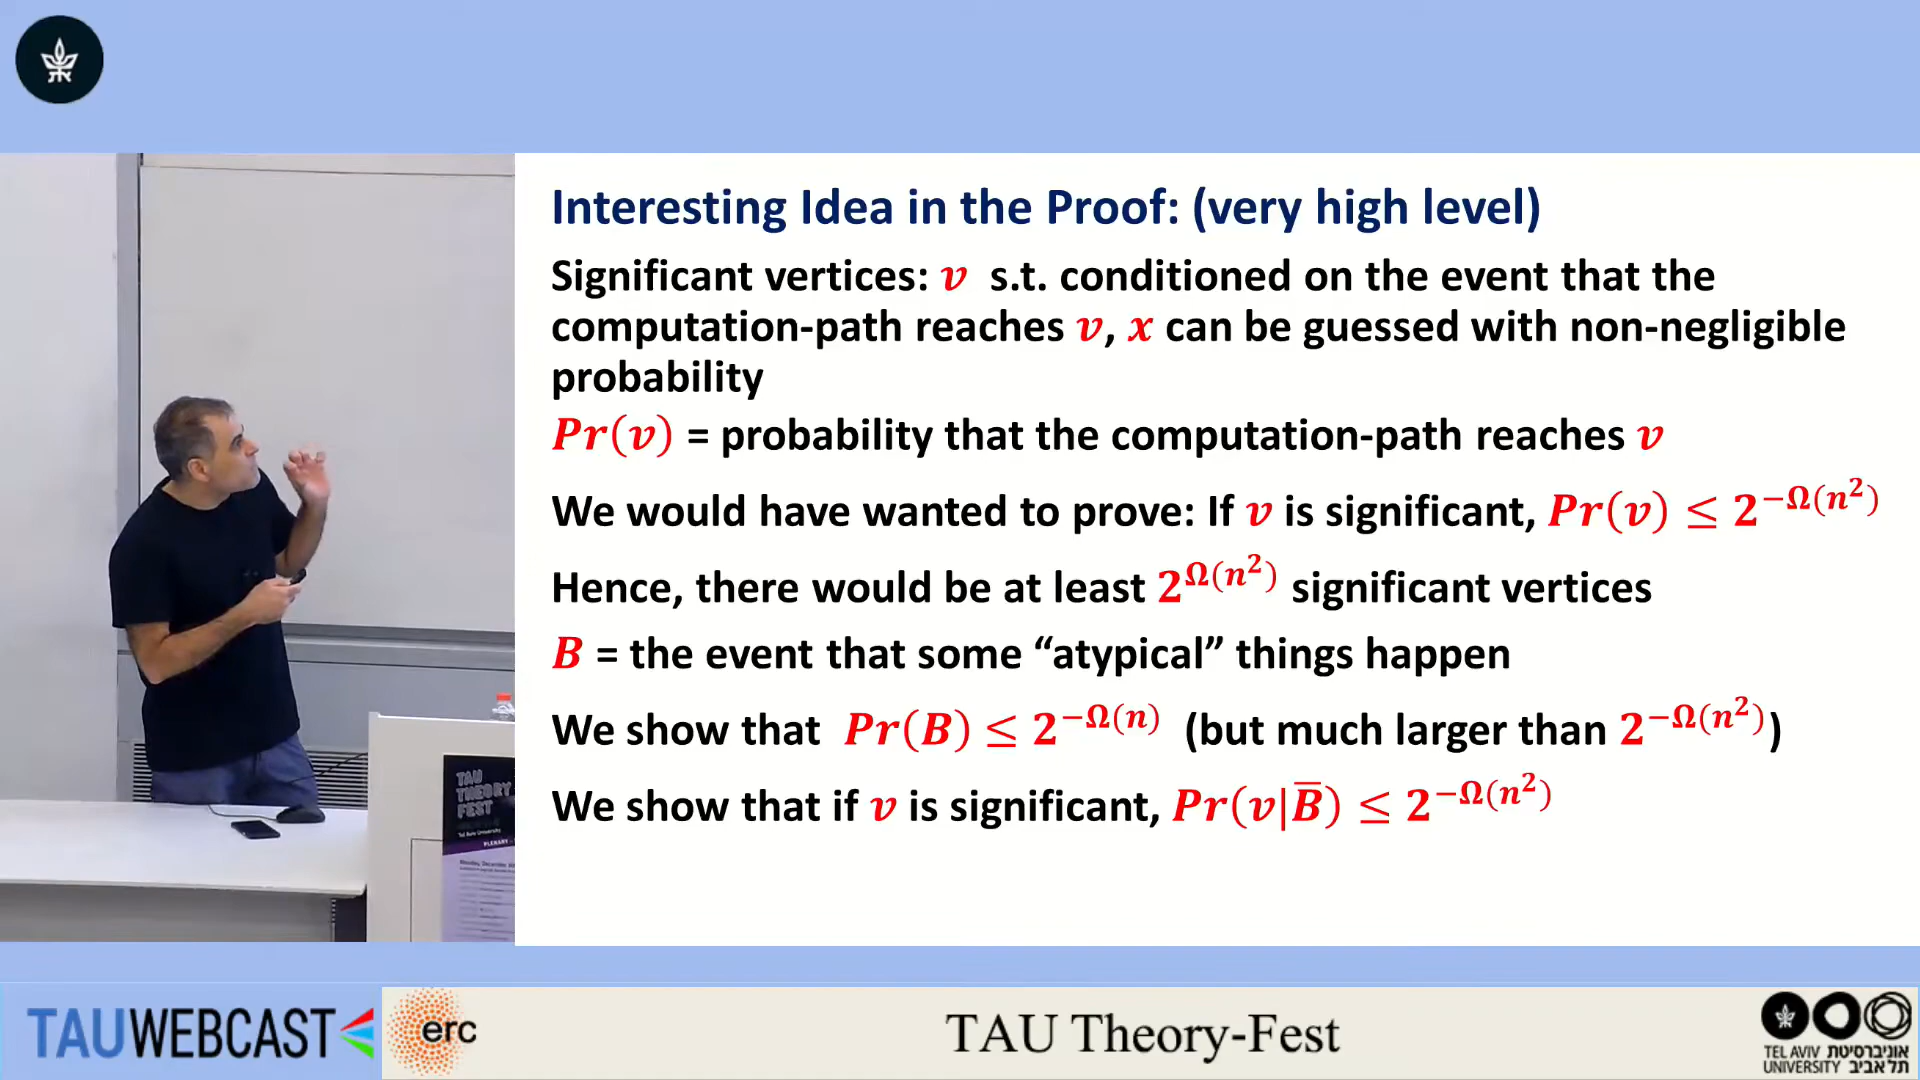 Interesting Idea in the Proof: (very high level)
Significant vertices: v s.t. conditioned on the event that the
computation-path reaches v, x can be guessed with non-negligible
probability
Pr(v) = probability that the computation-path reaches v
We would have wanted to prove: If v is significant, Pr(v) ≤ 2^{−Ω(n²)}
Hence, there would be at least 2^{Ω(n²)} significant vertices
B = the event that some “atypical” things happen
We show that Pr(B) ≤ 2^{−Ω(n)} (but much larger than 2^{−Ω(n²)})
We show that if v is significant, Pr(v|B̅) ≤ 2^{−Ω(n²)}
TAU
THEORY
FEST
Tel Aviv University
PLENARY
TAUWEBCAST
erc
TAU Theory-Fest
TEL AVIV אוניברסיטת
UNIVERSITY תל אביב